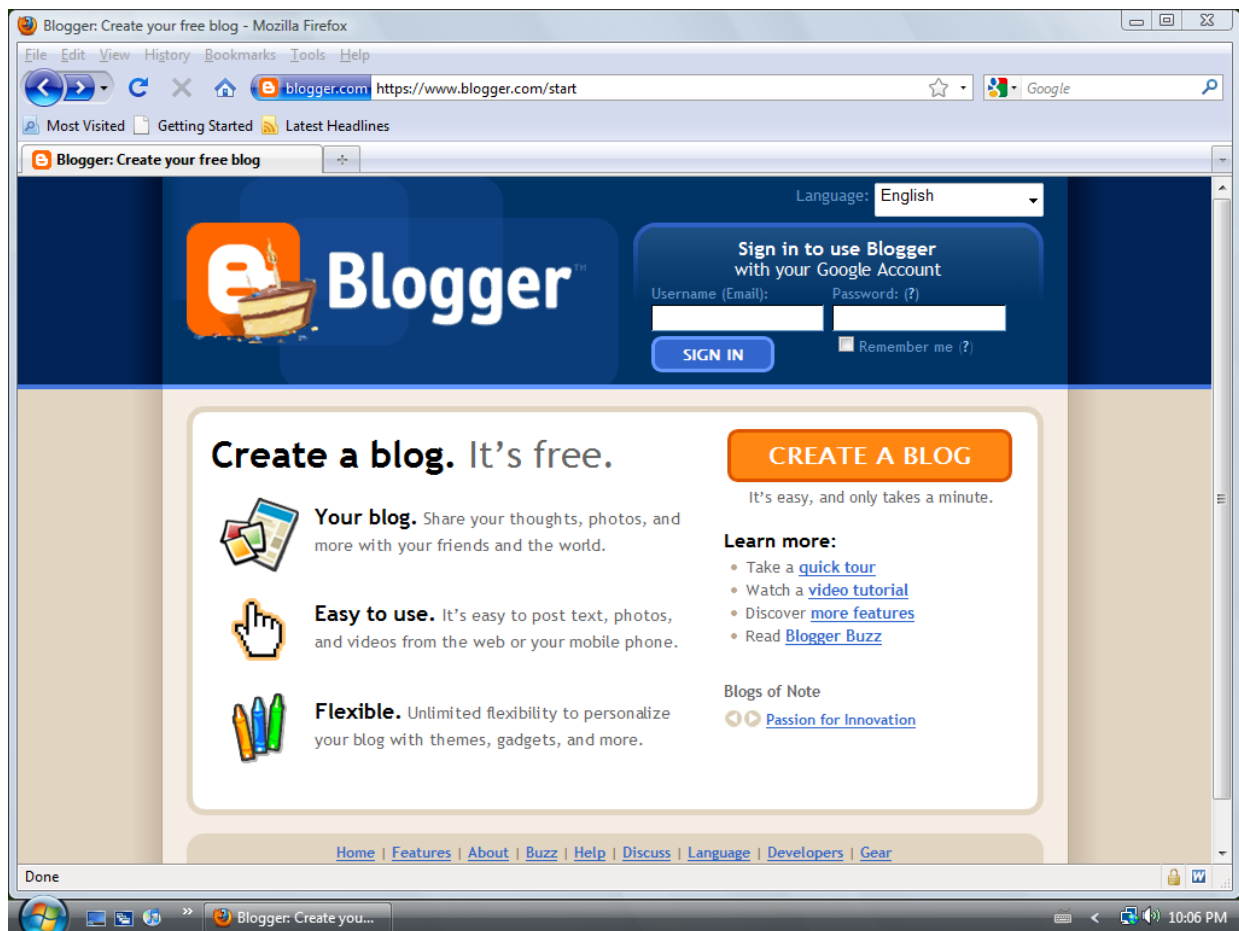 Blogger: Create your free blog - Mozilla Firefox
File Edit View History Bookmarks Tools Help
blogger.com https://www.blogger.com/start Google
Most Visited Getting Started Latest Headlines
Blogger: Create your free blog
Language: English
Blogger™
Sign in to use Blogger
with your Google Account
Username (Email): Password: (?)
SIGN IN Remember me (?)
Create a blog. It's free.
CREATE A BLOG
It's easy, and only takes a minute.
Your blog. Share your thoughts, photos, and
more with your friends and the world.
Easy to use. It's easy to post text, photos,
and videos from the web or your mobile phone.
Flexible. Unlimited flexibility to personalize
your blog with themes, gadgets, and more.
Learn more:
• Take a quick tour
• Watch a video tutorial
• Discover more features
• Read Blogger Buzz
Blogs of Note
Passion for Innovation
Home | Features | About | Buzz | Help | Discuss | Language | Developers | Gear
Done
Blogger: Create you... 10:06 PM